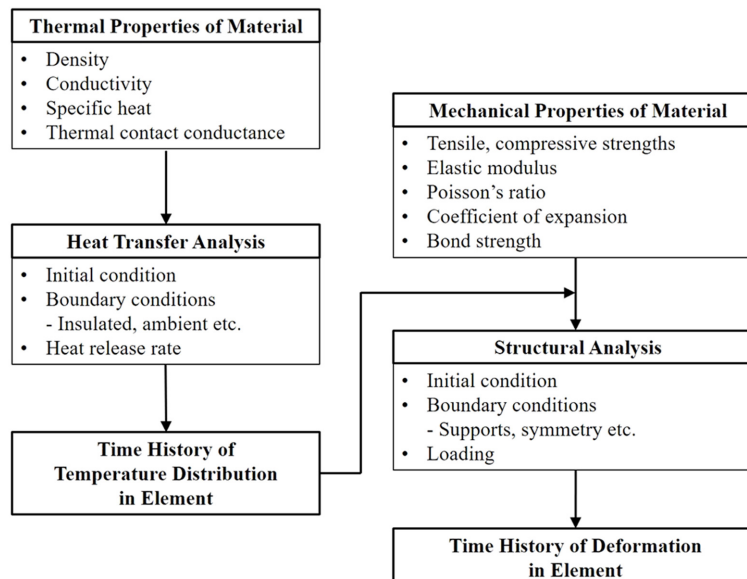 Thermal Properties of Material
• Density
• Conductivity
• Specific heat
• Thermal contact conductance
Heat Transfer Analysis
• Initial condition
• Boundary conditions
- Insulated, ambient etc.
• Heat release rate
Time History of
Temperature Distribution
in Element
Mechanical Properties of Material
• Tensile, compressive strengths
• Elastic modulus
• Poisson's ratio
• Coefficient of expansion
• Bond strength
Structural Analysis
• Initial condition
• Boundary conditions
- Supports, symmetry etc.
• Loading
Time History of Deformation
in Element